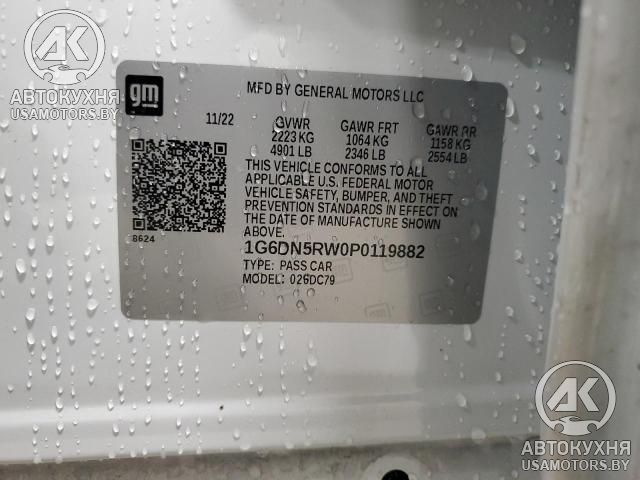 AK
АВТОКУХНЯ
USAMOTORS.BY
gm
MFD BY GENERAL MOTORS LLC
11/22 GVWR GAWR FRT GAWR RR
2223 KG 1064 KG 1158 KG
4901 LB 2346 LB 2554 LB
THIS VEHICLE CONFORMS TO ALL
APPLICABLE U.S. FEDERAL MOTOR
VEHICLE SAFETY, BUMPER, AND THEFT
PREVENTION STANDARDS IN EFFECT ON
THE DATE OF MANUFACTURE SHOWN
ABOVE.
8624
1G6DN5RW0P0119882
TYPE: PASS CAR
MODEL: 026DC79
AK
АВТОКУХНЯ
USAMOTORS.BY